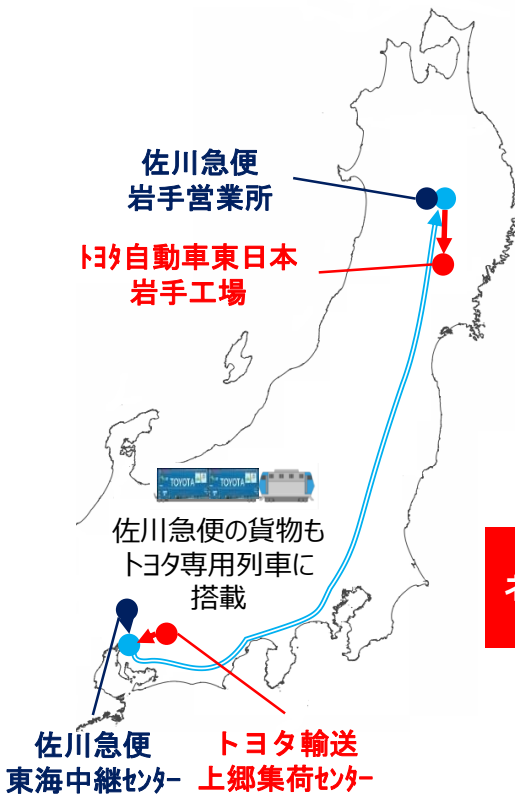 佐川急便
岩手営業所
トヨタ自動車東日本
岩手工場
TOYOTA
TOYOTA
佐川急便の貨物も
トヨタ専用列車に
搭載
佐川急便
東海中継センター
トヨタ輸送
上郷集荷センター